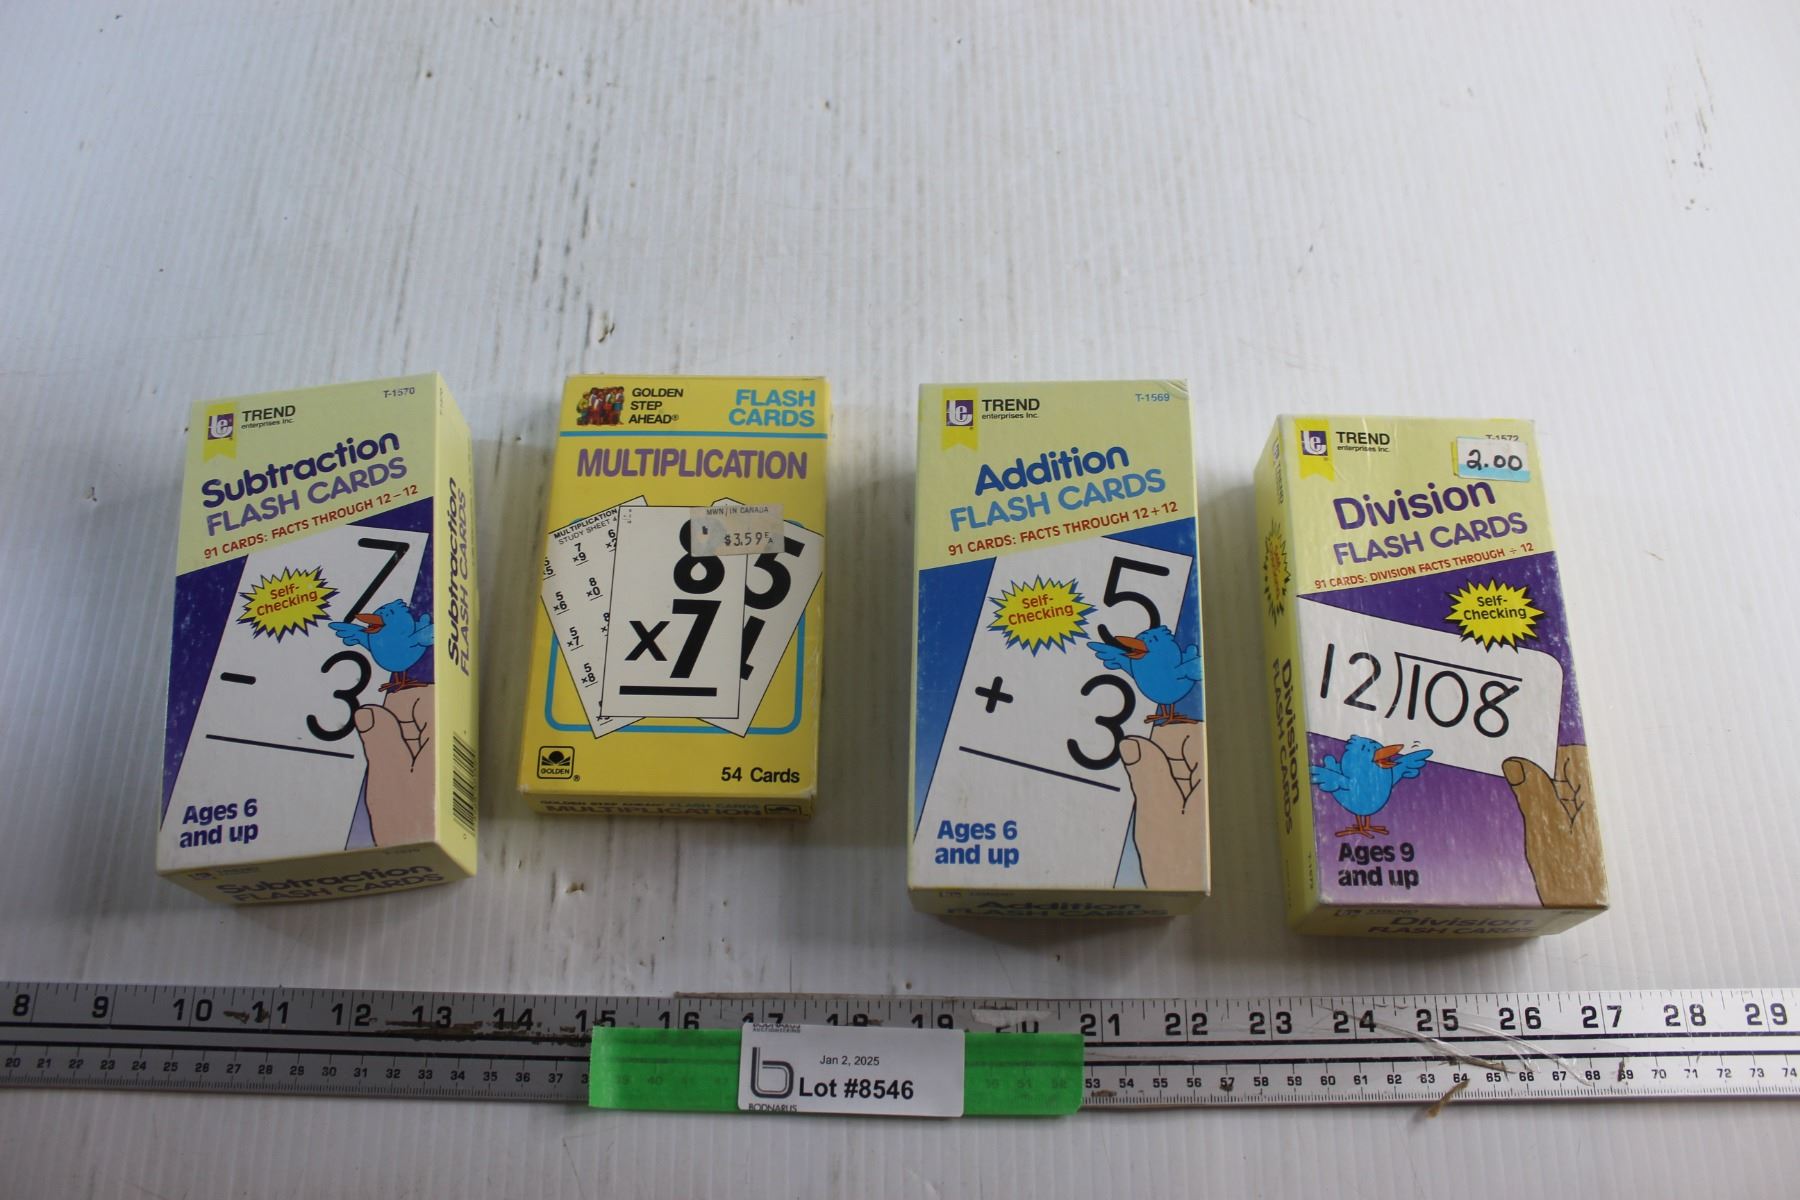 T-1570
TREND
enterprises Inc.
Subtraction
FLASH CARDS
91 CARDS: FACTS THROUGH 12-12
Self-
Checking
7
- 3
Ages 6
and up
Subtraction
FLASH CARDS
Subtraction
FLASH CARDS
GOLDEN
STEP
AHEAD®
FLASH
CARDS
MULTIPLICATION
MULTIPLICATION
STUDY SHEET
MWN/IN CANADA
$3.59
8
x7
GOLDEN
54 Cards
GOLDEN STEP AHEAD FLASH CARDS
MULTIPLICATION
TREND
enterprises Inc.
T-1569
Addition
FLASH CARDS
91 CARDS: FACTS THROUGH 12+12
Self-
Checking
5
+ 3
Ages 6
and up
Addition
FLASH CARDS
TREND
enterprises Inc.
T-1572
2.00
Division
FLASH CARDS
91 CARDS: DIVISION FACTS THROUGH ÷ 12
Self-
Checking
12)108
Ages 9
and up
Division
FLASH CARDS
Division
FLASH CARDS
8 9 10 11 12 13 14 15 16 17 18 19 20 21 22 23 24 25 26 27 28 29
20 21 22 23 24 25 26 27 28 29 30 31 32 33 34 35 36 37 53 54 55 56 57 58 59 60 61 62 63 64 65 66 67 68 69 70 71 72 73 74
Jan 2, 2025
Lot #8546
BODNARUS